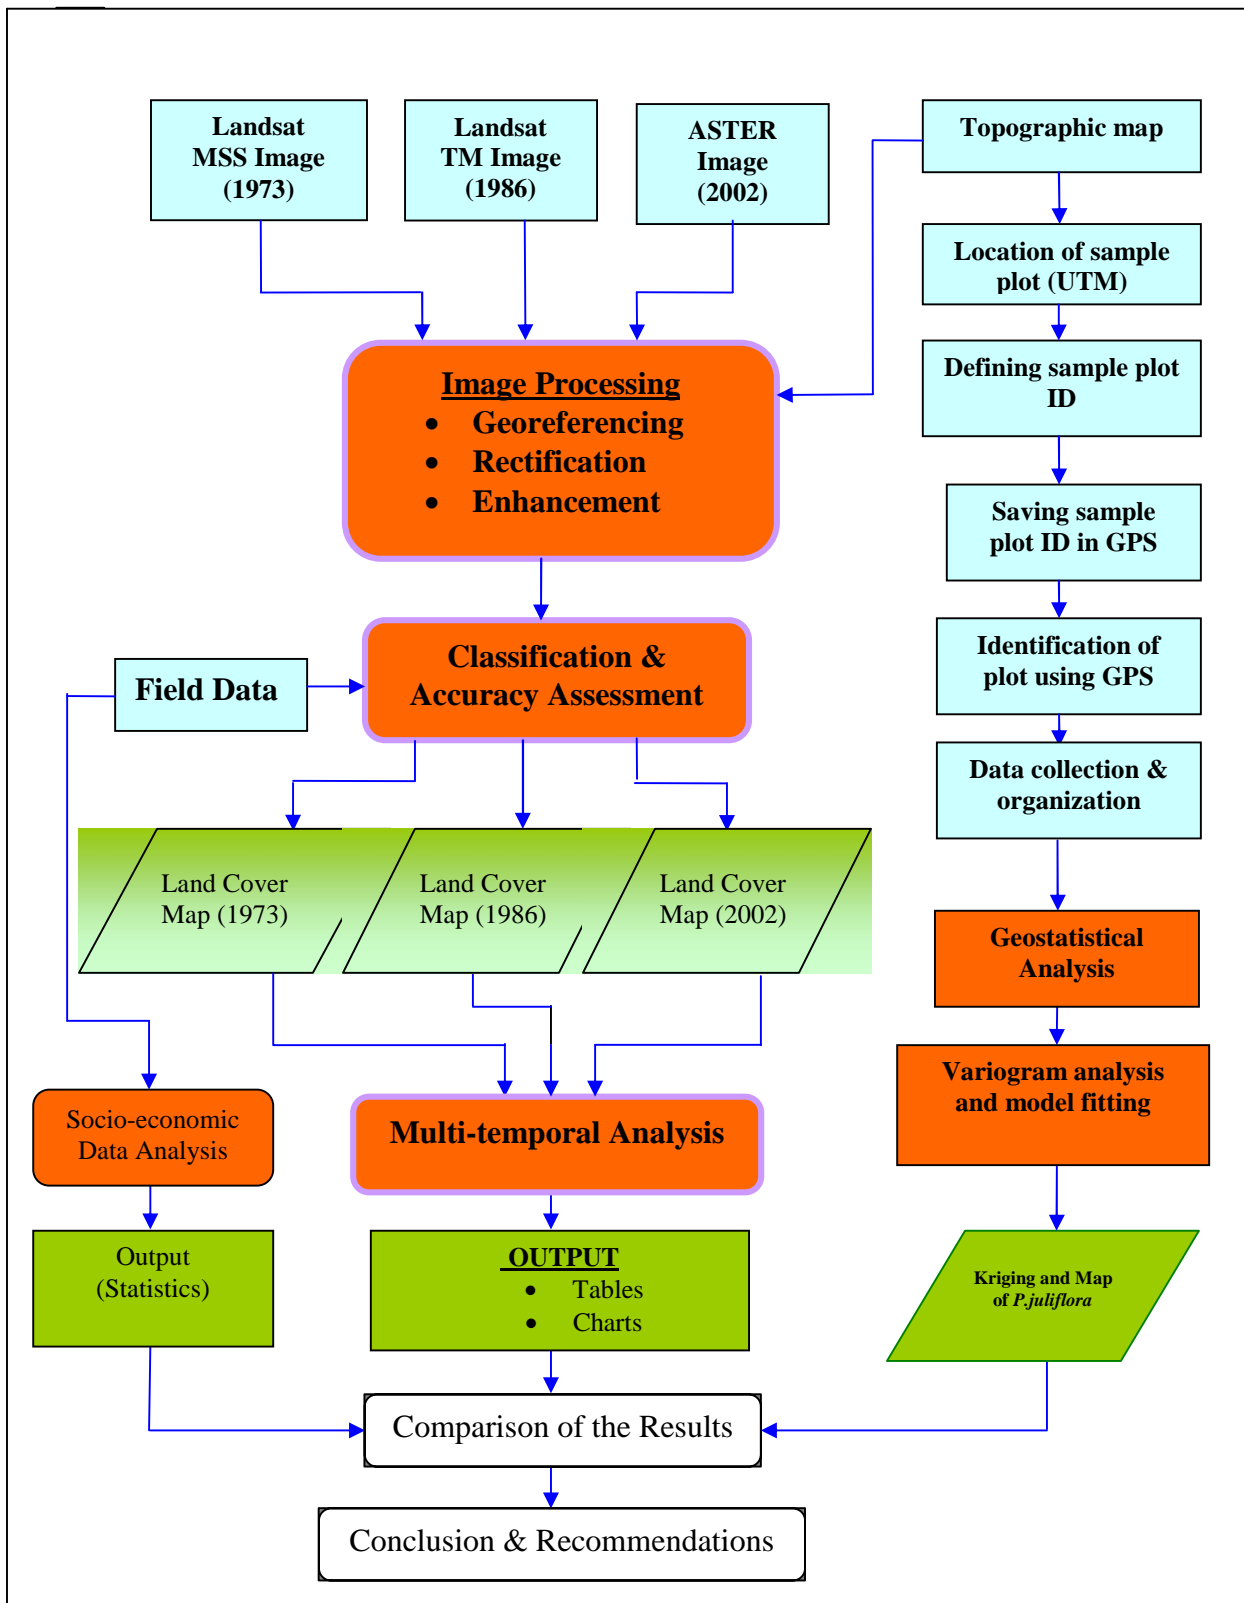 Landsat
MSS Image
(1973)
Landsat
TM Image
(1986)
ASTER
Image
(2002)
Topographic map
Location of sample
plot (UTM)
Defining sample plot
ID
Saving sample
plot ID in GPS
Identification of
plot using GPS
Data collection &
organization
Geostatistical
Analysis
Variogram analysis
and model fitting
Kriging and Map
of P.juliflora
Image Processing
• Georeferencing
• Rectification
• Enhancement
Classification &
Accuracy Assessment
Field Data
Land Cover
Map (1973)
Land Cover
Map (1986)
Land Cover
Map (2002)
Socio-economic
Data Analysis
Multi-temporal Analysis
Output
(Statistics)
OUTPUT
• Tables
• Charts
Comparison of the Results
Conclusion & Recommendations